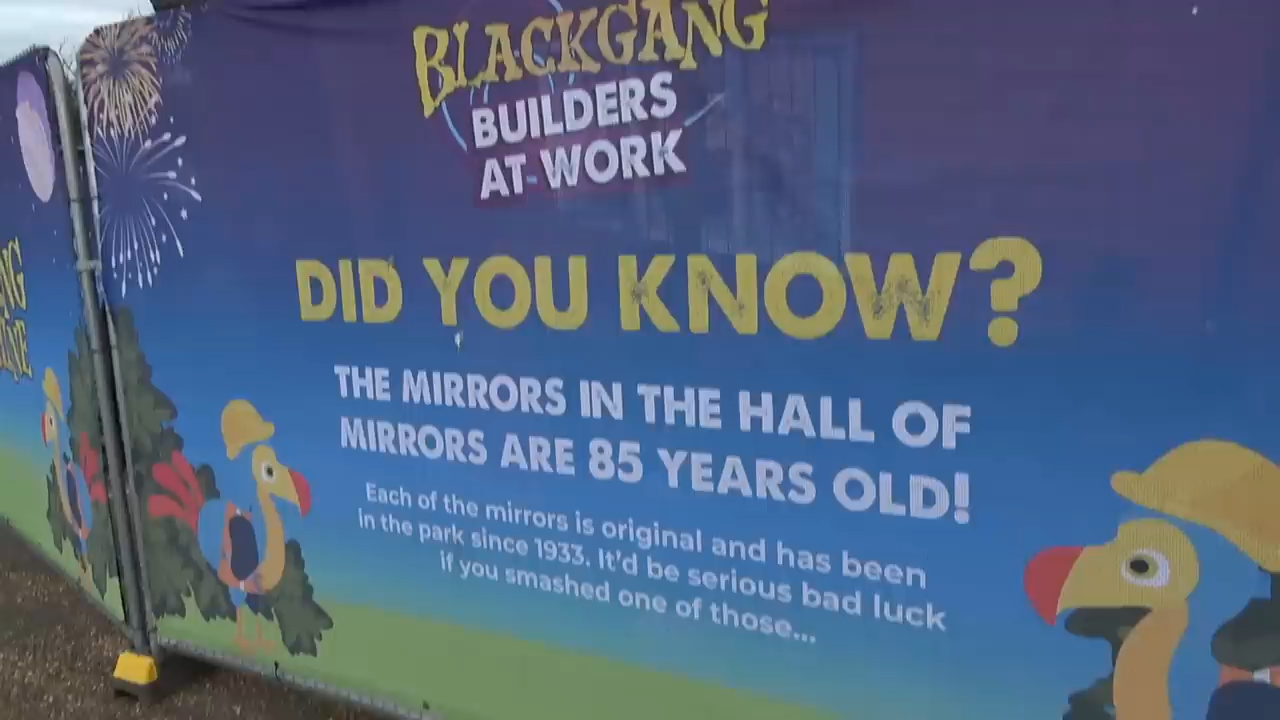 BLACKGANG
BUILDERS
AT WORK
DID YOU KNOW?
THE MIRRORS IN THE HALL OF
MIRRORS ARE 85 YEARS OLD!
Each of the mirrors is original and has been
in the park since 1933. It'd be serious bad luck
if you smashed one of those...